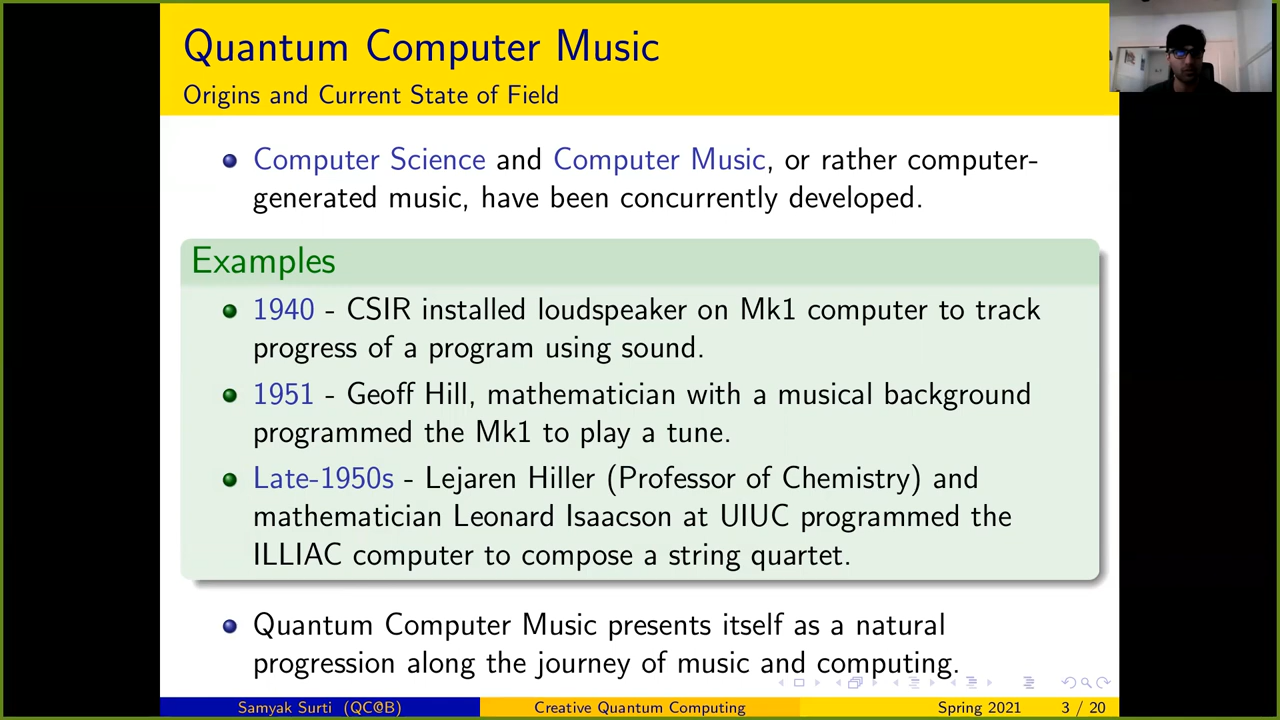 Quantum Computer Music
Origins and Current State of Field
Computer Science and Computer Music, or rather computer-
generated music, have been concurrently developed.
Examples
1940 - CSIR installed loudspeaker on Mk1 computer to track
progress of a program using sound.
1951 - Geoff Hill, mathematician with a musical background
programmed the Mk1 to play a tune.
Late-1950s - Lejaren Hiller (Professor of Chemistry) and
mathematician Leonard Isaacson at UIUC programmed the
ILLIAC computer to compose a string quartet.
Quantum Computer Music presents itself as a natural
progression along the journey of music and computing.
Samyak Surti (QC@B) Creative Quantum Computing Spring 2021 3 / 20